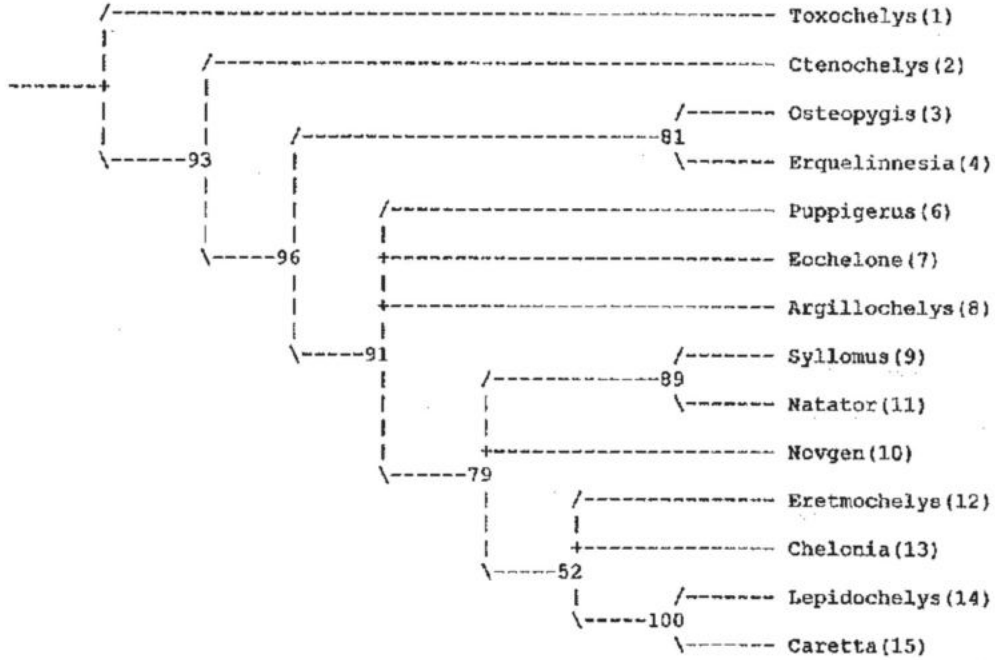 Toxochelys(1)
Ctenochelys(2)
Osteopygis(3)
81
93
Erquelinnesia(4)
Puppigerus(6)
96
Eochelone(7)
Argillochelys(8)
91
Syllomus(9)
89
Natator(11)
Novgen(10)
79
Eretmochelys(12)
Chelonia(13)
52
Lepidochelys(14)
100
Caretta(15)